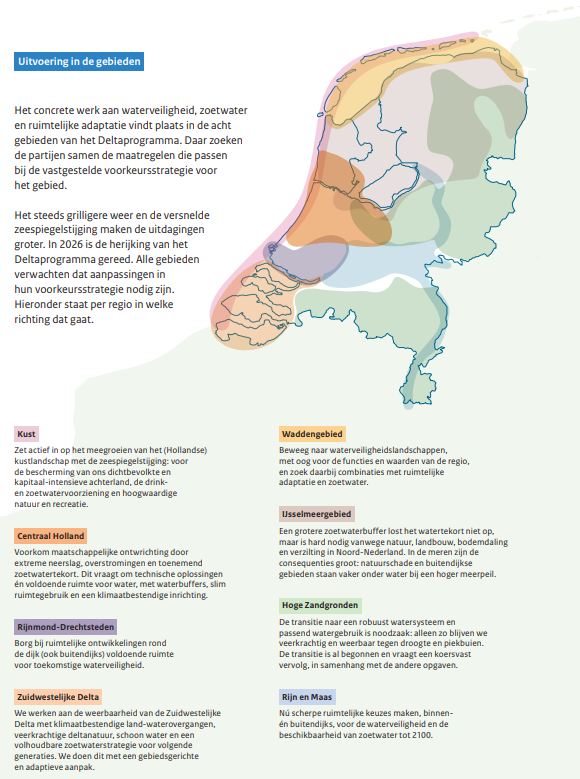 Uitvoering in de gebieden
Het concrete werk aan waterveiligheid, zoetwater
en ruimtelijke adaptatie vindt plaats in de acht
gebieden van het Deltaprogramma. Daar zoeken
de partijen samen de maatregelen die passen
bij de vastgestelde voorkeursstrategie voor
het gebied.
Het steeds grilligere weer en de versnelde
zeespiegelstijging maken de uitdagingen
groter. In 2026 is de herijking van het
Deltaprogramma gereed. Alle gebieden
verwachten dat aanpassingen in
hun voorkeursstrategie nodig zijn.
Hieronder staat per regio in welke
richting dat gaat.
Kust
Zet actief in op het meegroeien van het (Hollandse)
kustlandschap met de zeespiegelstijging: voor
de bescherming van ons dichtbevolkte en
kapitaal-intensieve achterland, de drink-
en zoetwatervoorziening en hoogwaardige
natuur en recreatie.
Centraal Holland
Voorkom maatschappelijke ontwrichting door
extreme neerslag, overstromingen en toenemend
zoetwatertekort. Dit vraagt om technische oplossingen
én voldoende ruimte voor water, met waterbuffers, slim
ruimtegebruik en een klimaatbestendige inrichting.
Rijnmond-Drechtsteden
Borg bij ruimtelijke ontwikkelingen rond
de dijk (ook buitendijks) voldoende ruimte
voor toekomstige waterveiligheid.
Zuidwestelijke Delta
We werken aan de weerbaarheid van de Zuidwestelijke
Delta met klimaatbestendige land-waterovergangen,
veerkrachtige deltanatuur, schoon water en een
volhoudbare zoetwaterstrategie voor volgende
generaties. We doen dit met een gebiedsgerichte
en adaptieve aanpak.
Waddengebied
Beweeg naar waterveiligheidslandschappen,
met oog voor de functies en waarden van de regio,
en zoek daarbij combinaties met ruimtelijke
adaptatie en zoetwater.
IJsselmeergebied
Een grotere zoetwaterbuffer lost het watertekort niet op,
maar is hard nodig vanwege natuur, landbouw, bodemdaling
en verzilting in Noord-Nederland. In de meren zijn de
consequenties groot: natuurschade en buitendijkse
gebieden staan vaker onder water bij een hoger meerpeil.
Hoge Zandgronden
De transitie naar een robuust watersysteem en
passend watergebruik is noodzaak: alleen zo blijven we
veerkrachtig en weerbaar tegen droogte en piekbuien.
De transitie is al begonnen en vraagt een koersvast
vervolg, in samenhang met de andere opgaven.
Rijn en Maas
Nú scherpe ruimtelijke keuzes maken, binnen-
én buitendijks, voor de waterveiligheid en de
beschikbaarheid van zoetwater tot 2100.